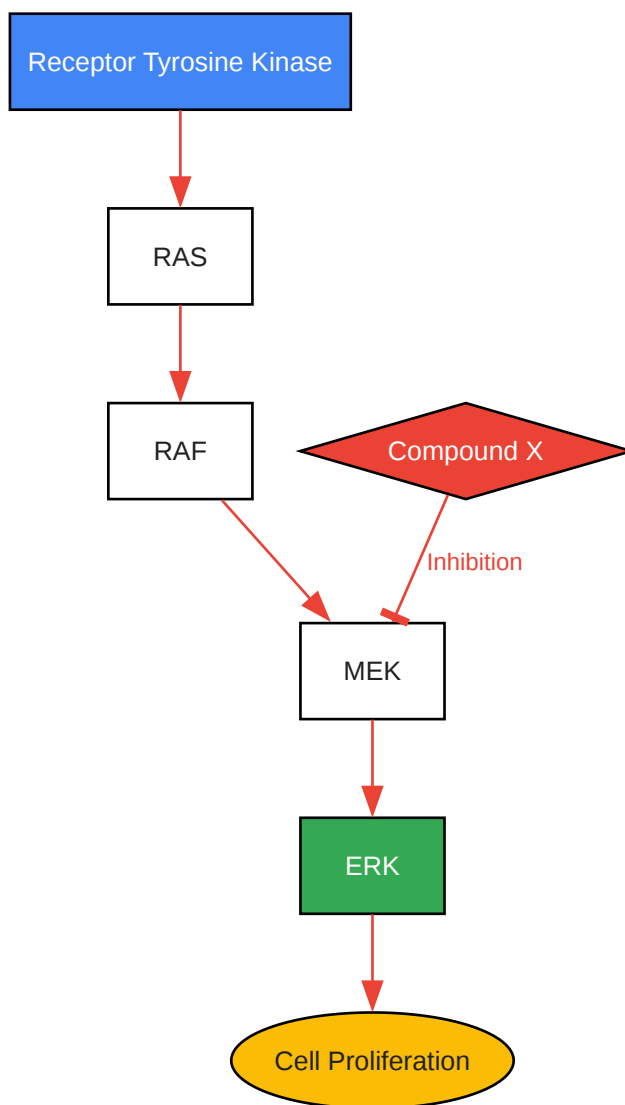 Receptor Tyrosine Kinase
RAS
RAF
Compound X
Inhibition
MEK
ERK
Cell Proliferation